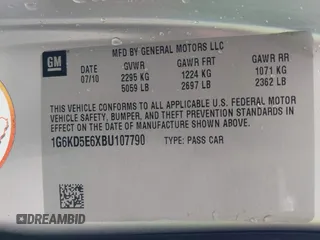 MFD BY GENERAL MOTORS LLC
GM
DATE GVWR GAWR FRT GAWR RR
07/10 2295 KG 1224 KG 1071 KG
5059 LB 2697 LB 2362 LB
THIS VEHICLE CONFORMS TO ALL APPLICABLE U.S. FEDERAL MOTOR
VEHICLE SAFETY, BUMPER, AND THEFT PREVENTION STANDARDS IN
EFFECT ON THE DATE OF MANUFACTURE SHOWN ABOVE.
1G6KD5E6XBU107790 TYPE: PASS CAR
DREAMBID